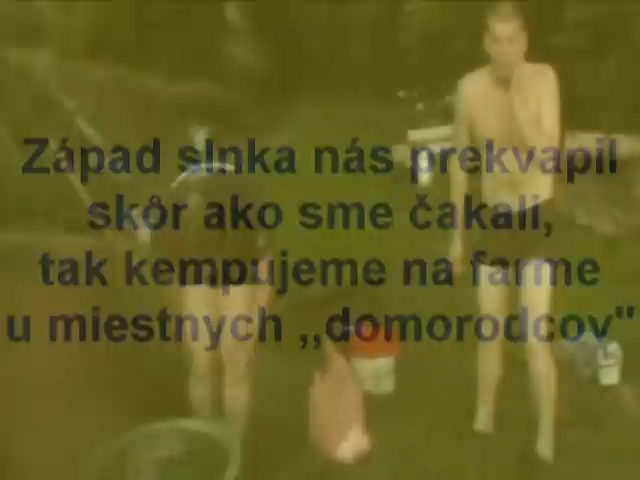 Západ slnka nás prekvapil
skôr ako sme čakali,
tak kempujeme na farme
u miestnych ,,domorodcov"